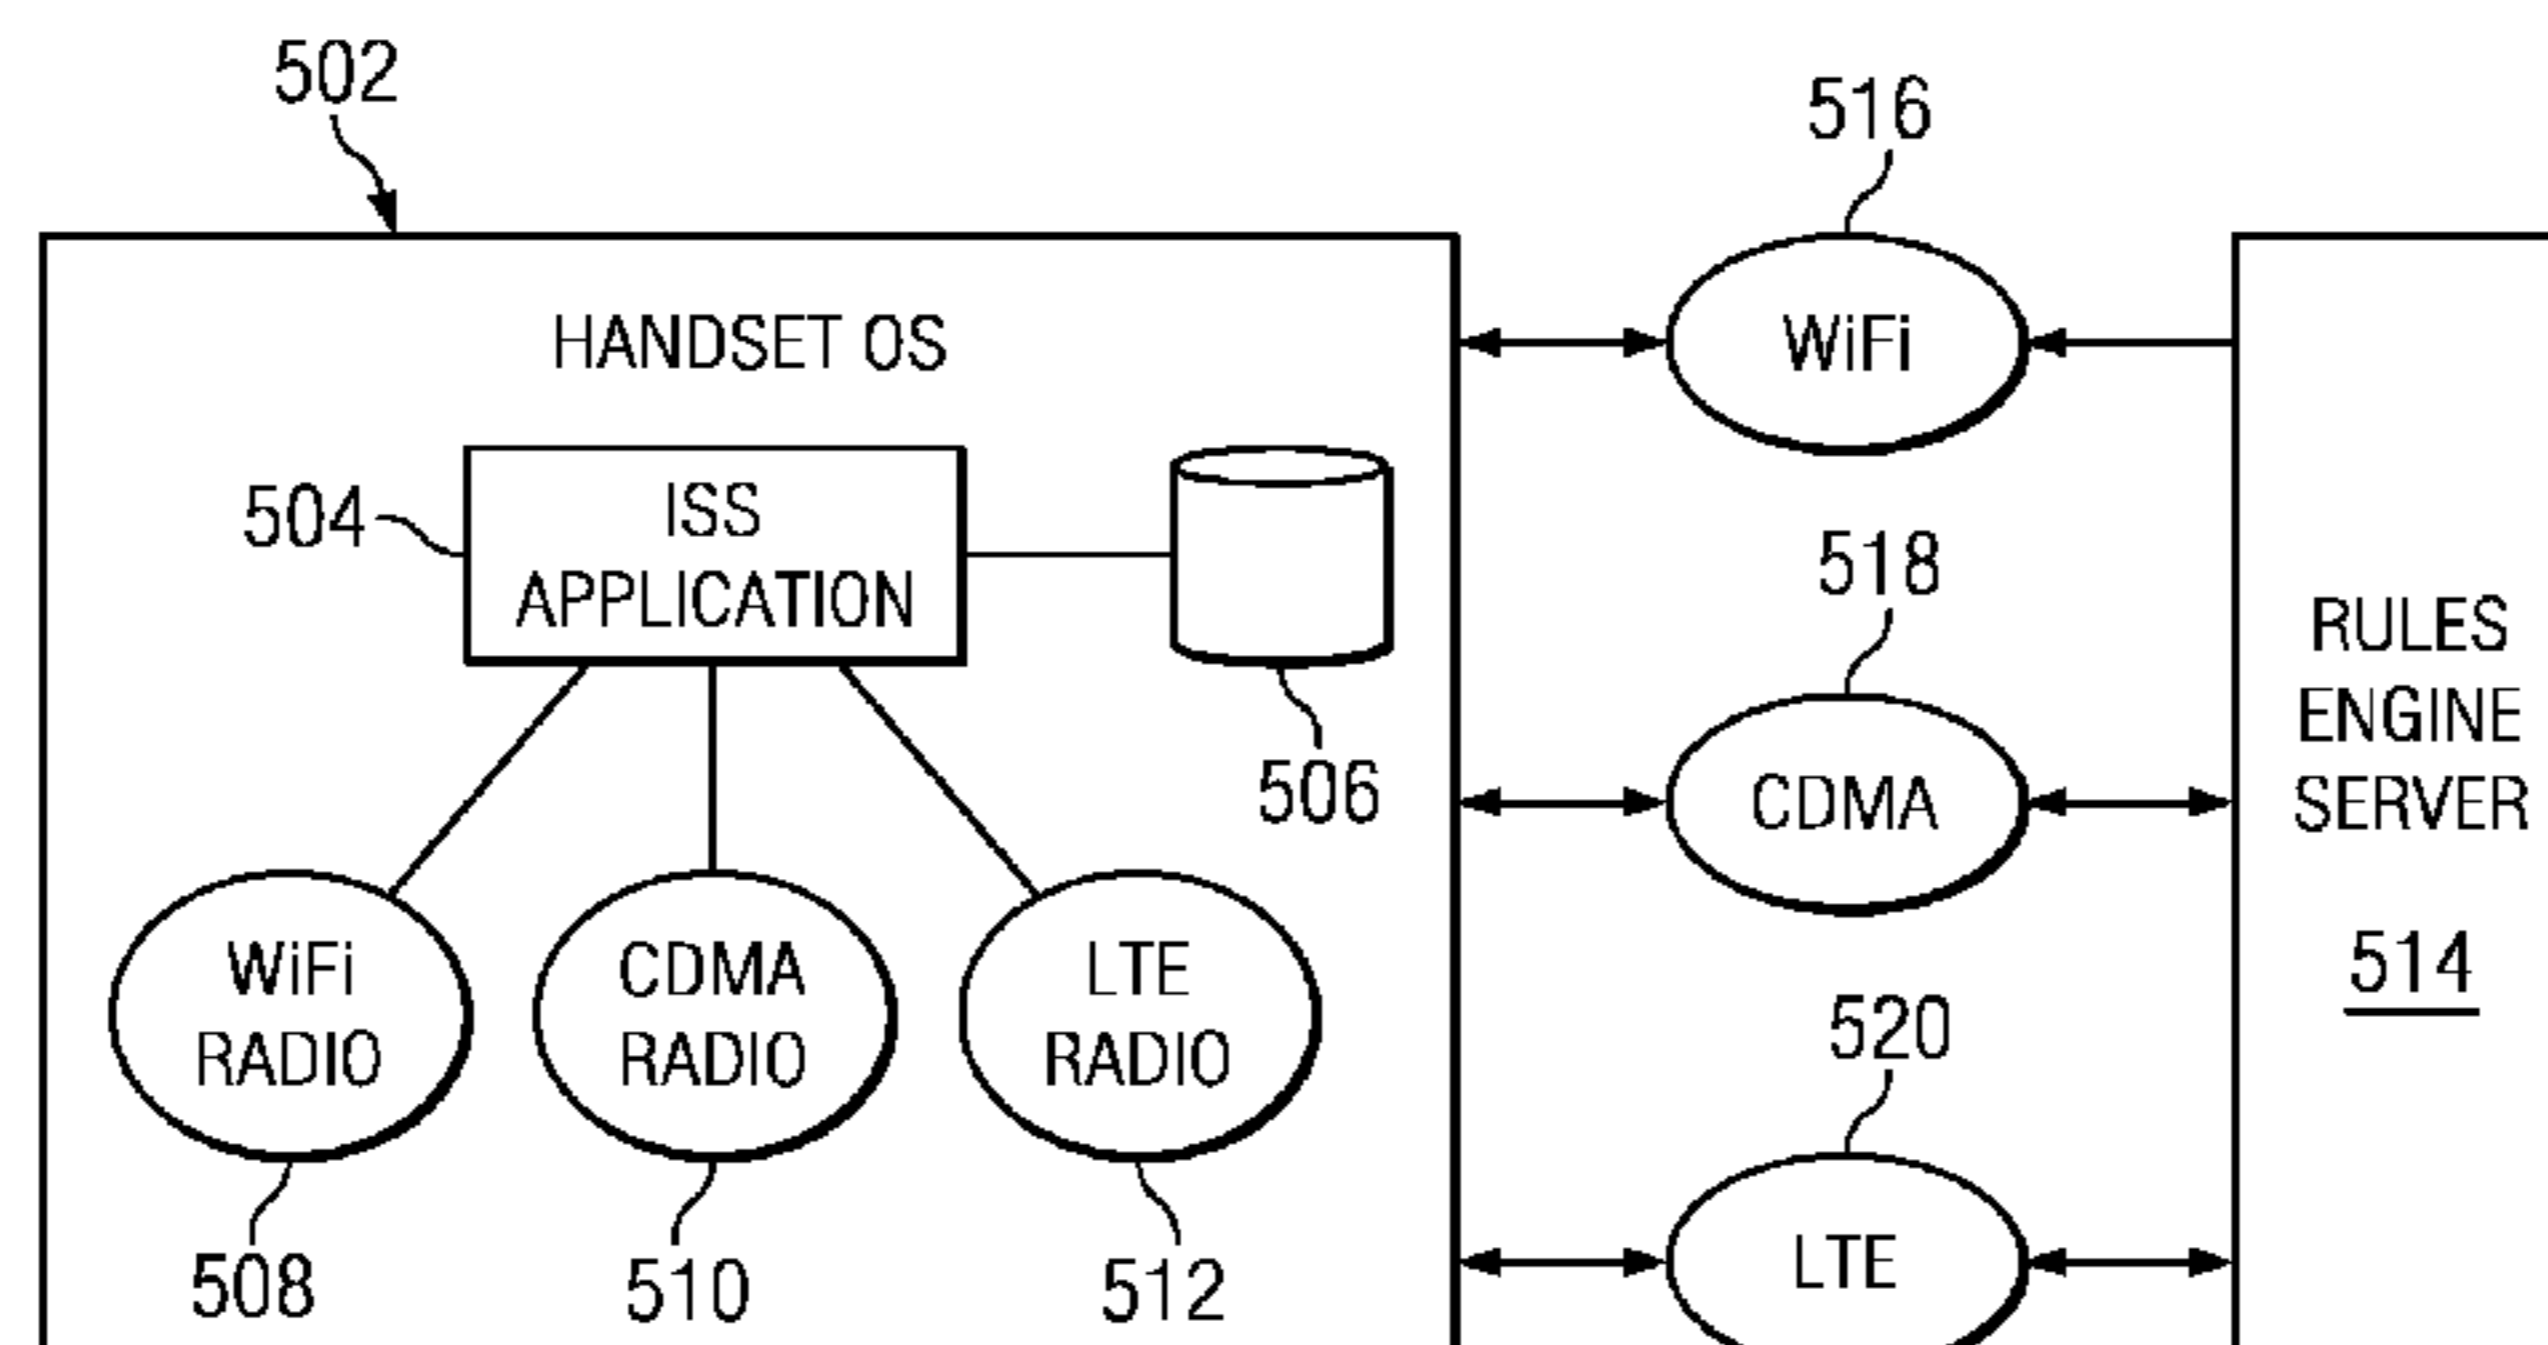 502
516
HANDSET OS
WiFi
504
ISS
APPLICATION
518
RULES
ENGINE
SERVER
506
CDMA
514
WiFi
RADIO
CDMA
RADIO
LTE
RADIO
520
508
510
512
LTE